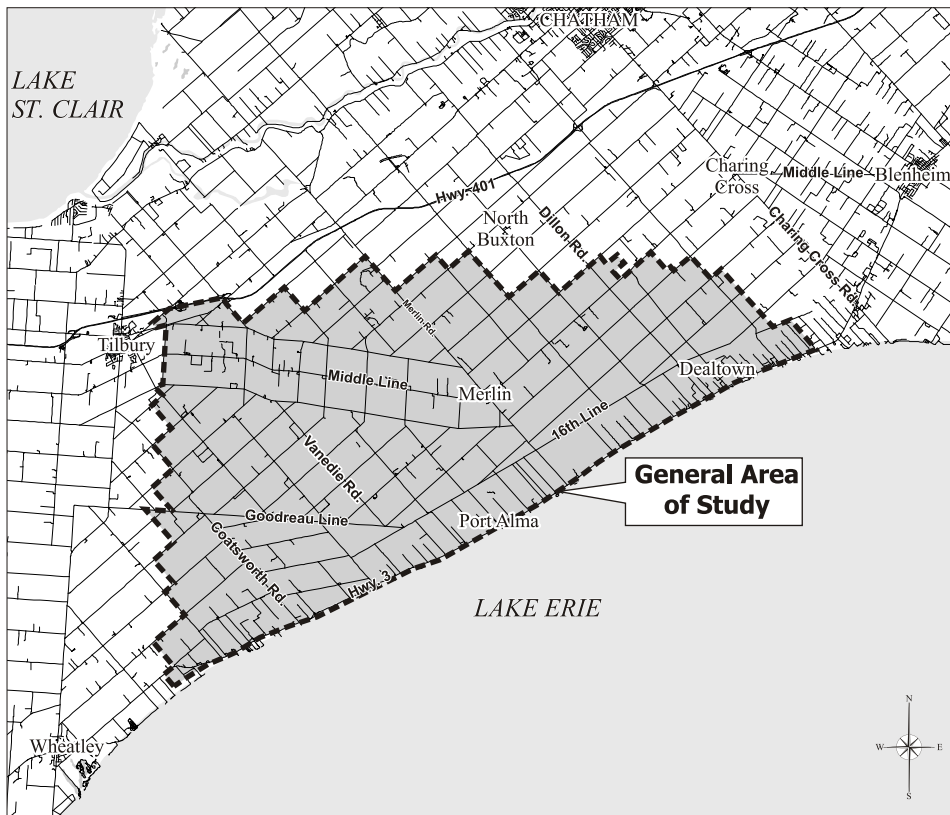 CHATHAM
LAKE
ST. CLAIR
Charing
Cross
Middle Line
Blenheim
Hwy. 401
North
Buxton
Dillon Rd.
Charing Cross Rd.
Merlin Rd.
Tilbury
Middle Line
Merlin
Dealtown
16th Line
Vanedie Rd.
General Area
of Study
Goodreau Line
Port Alma
Coatsworth Rd.
Hwy. 3
LAKE ERIE
Wheatley
N
W
E
S